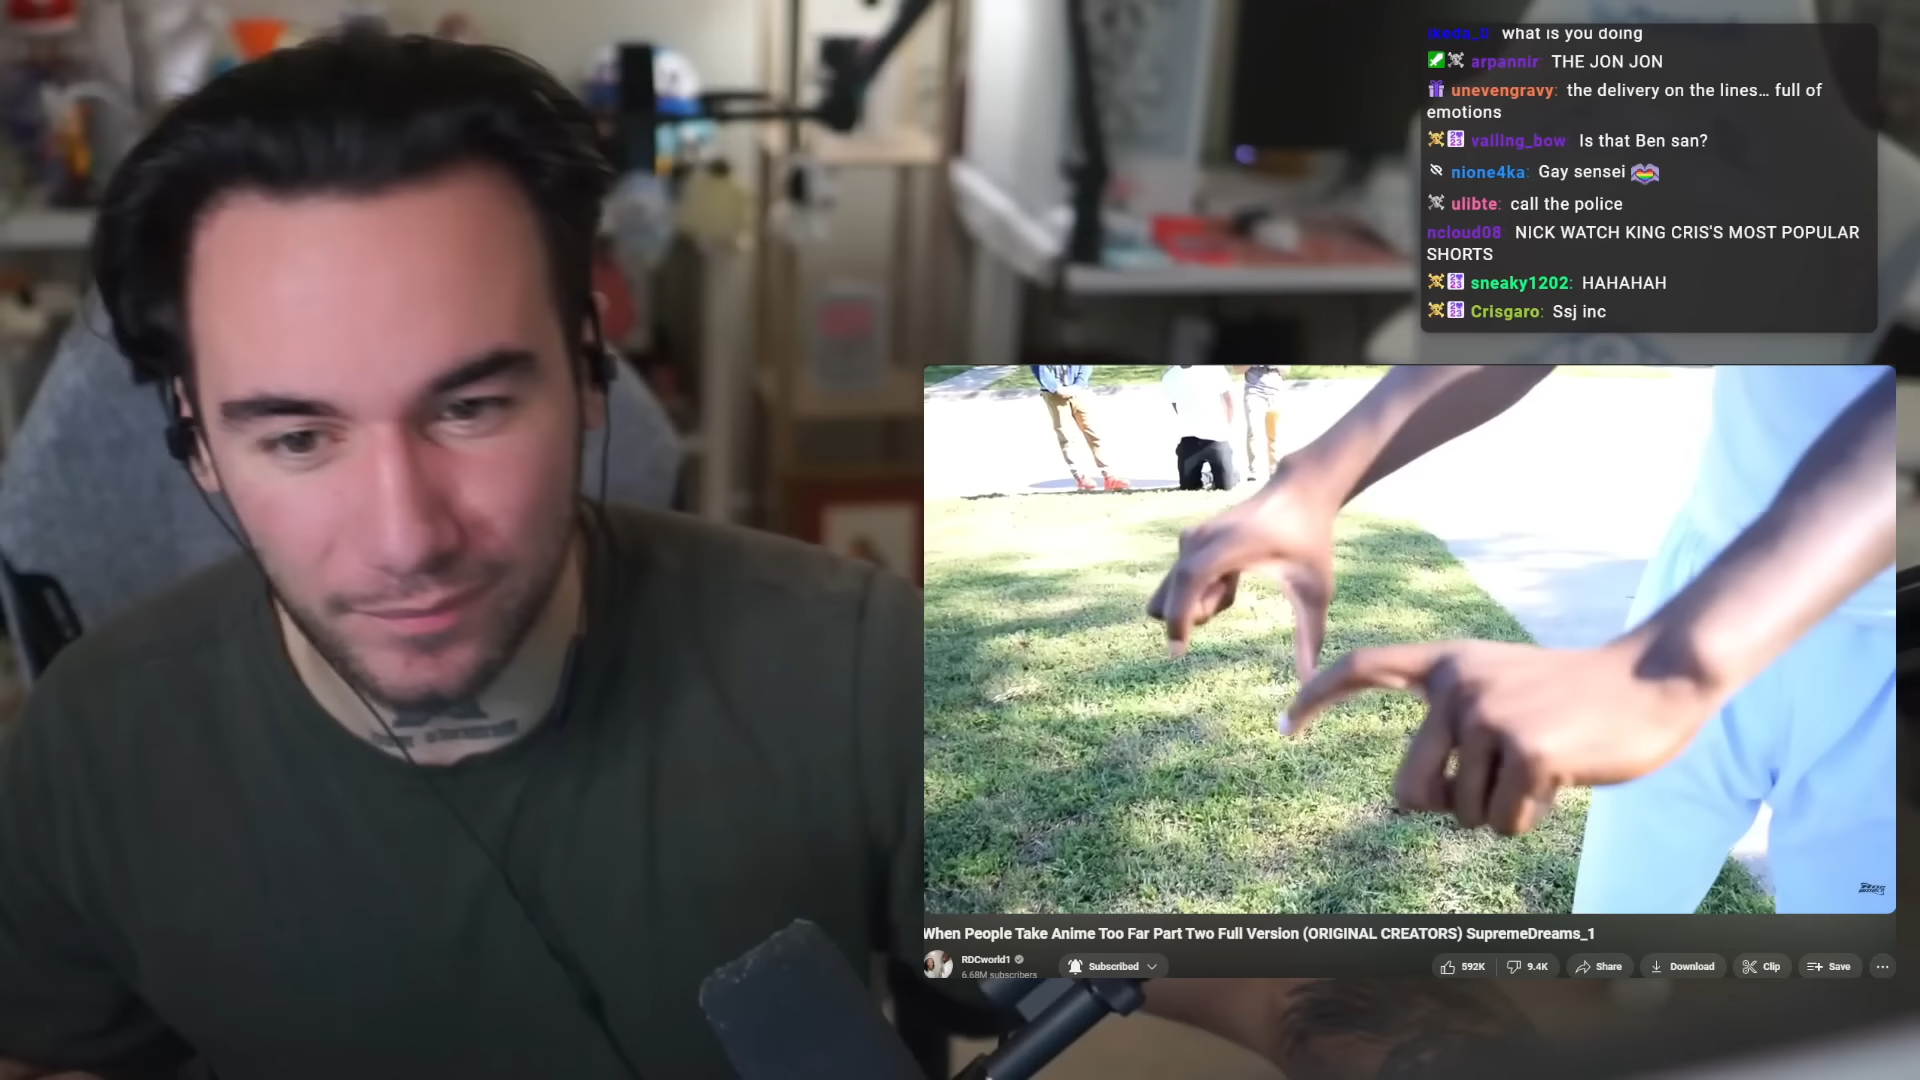 ikoda_0: what is you doing
arpannir: THE JON JON
unevengravy: the delivery on the lines... full of
emotions
vailing_bow Is that Ben san?
nione4ka: Gay sensei
ulibte: call the police
ncloud08 NICK WATCH KING CRIS'S MOST POPULAR
SHORTS
sneaky1202: HAHAHAH
Crisgaro: Ssj inc
When People Take Anime Too Far Part Two Full Version (ORIGINAL CREATORS) SupremeDreams_1
RDCworld1
6.68M subscribers
Subscribed
592K
9.4K
Share
Download
Clip
Save